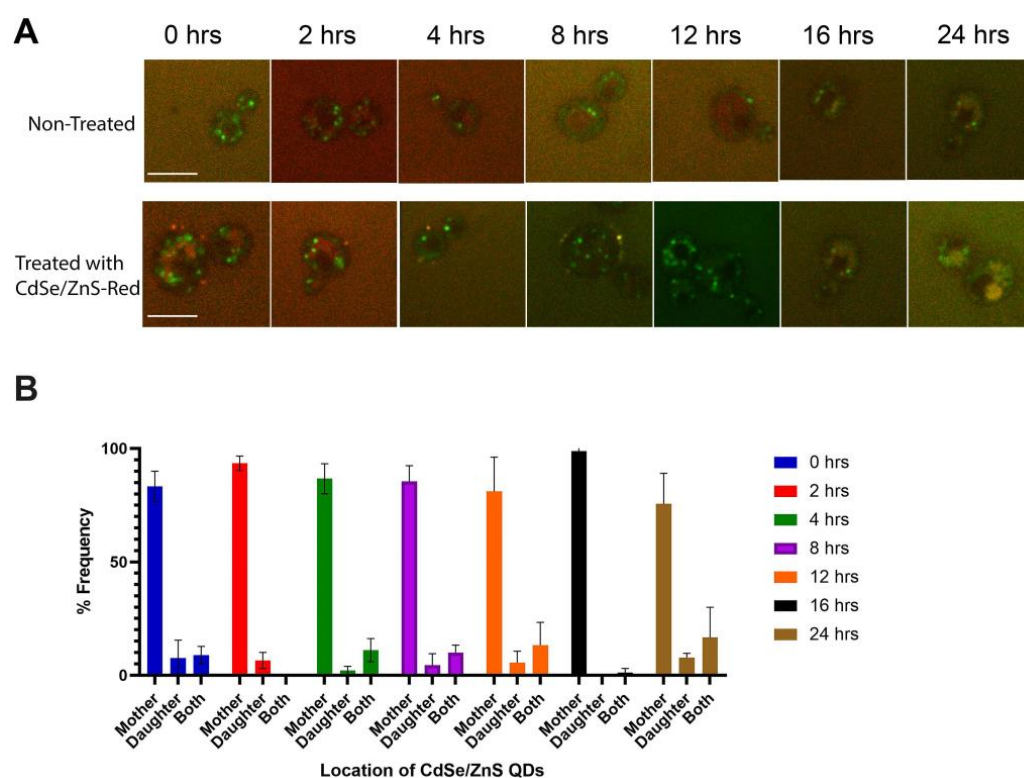 A
0 hrs 2 hrs 4 hrs 8 hrs 12 hrs 16 hrs 24 hrs
Non-Treated
Treated with
CdSe/ZnS-Red
B
% Frequency
100
50
0
Mother Daughter Both Mother Daughter Both Mother Daughter Both Mother Daughter Both Mother Daughter Both Mother Daughter Both Mother Daughter Both
Location of CdSe/ZnS QDs
0 hrs
2 hrs
4 hrs
8 hrs
12 hrs
16 hrs
24 hrs